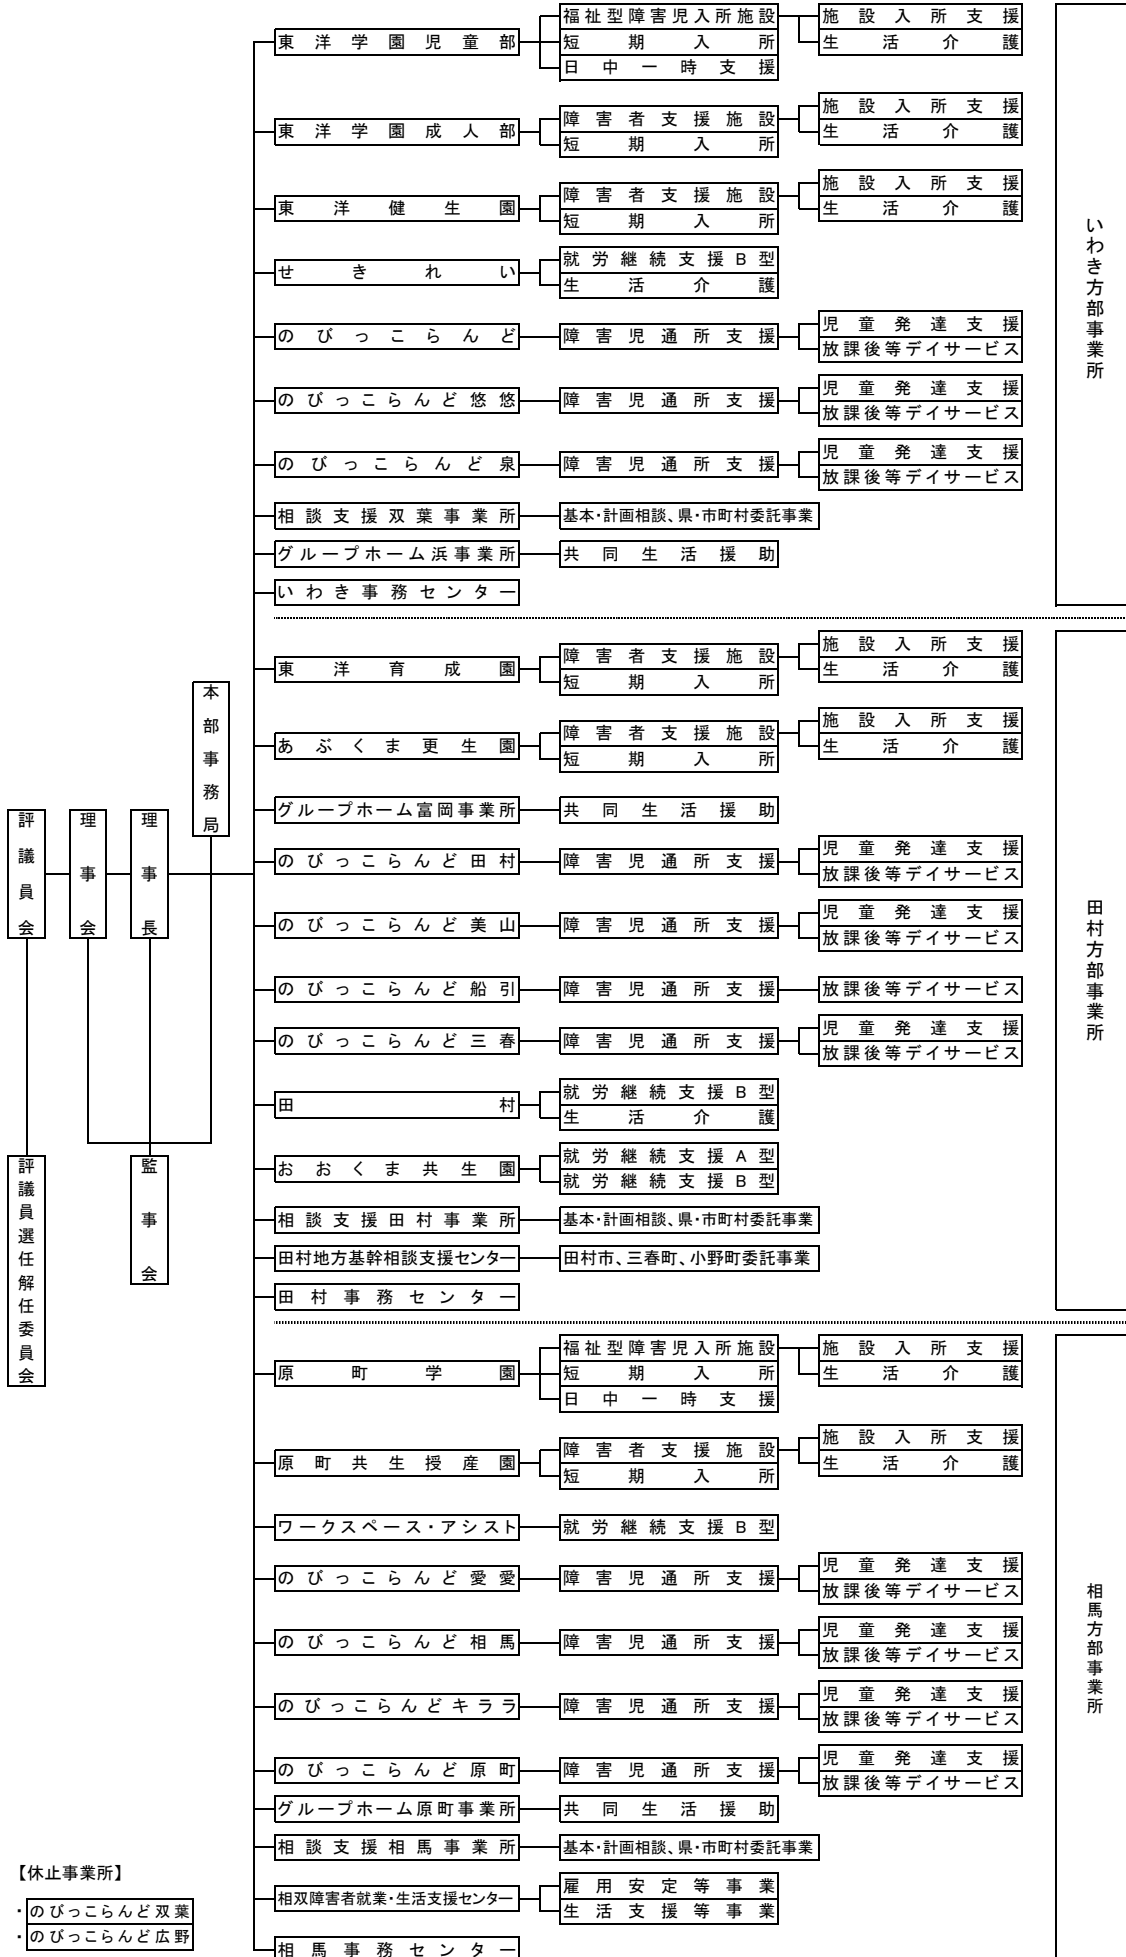 評議員会
理事会
理事長
本部事務局
評議員選任解任委員会
監事会
東洋学園児童部
福祉型障害児入所施設
施設入所支援
生活介護
短期入所
日中一時支援
東洋学園成人部
障害者支援施設
施設入所支援
生活介護
短期入所
東洋健生園
障害者支援施設
施設入所支援
生活介護
短期入所
せきれい
就労継続支援B型
生活介護
のびっこらんど
障害児通所支援
児童発達支援
放課後等デイサービス
のびっこらんど悠悠
障害児通所支援
児童発達支援
放課後等デイサービス
のびっこらんど泉
障害児通所支援
児童発達支援
放課後等デイサービス
相談支援双葉事業所
基本・計画相談、県・市町村委託事業
グループホーム浜事業所
共同生活援助
いわき事務センター
いわき方部事業所
東洋育成園
障害者支援施設
施設入所支援
生活介護
短期入所
あぶくま更生園
障害者支援施設
施設入所支援
生活介護
短期入所
グループホーム富岡事業所
共同生活援助
のびっこらんど田村
障害児通所支援
児童発達支援
放課後等デイサービス
のびっこらんど美山
障害児通所支援
児童発達支援
放課後等デイサービス
のびっこらんど船引
障害児通所支援
放課後等デイサービス
のびっこらんど三春
障害児通所支援
児童発達支援
放課後等デイサービス
田村
就労継続支援B型
生活介護
おおくま共生園
就労継続支援A型
就労継続支援B型
相談支援田村事業所
基本・計画相談、県・市町村委託事業
田村地方基幹相談支援センター
田村市、三春町、小野町委託事業
田村事務センター
田村方部事業所
原町学園
福祉型障害児入所施設
施設入所支援
生活介護
短期入所
日中一時支援
原町共生授産園
障害者支援施設
施設入所支援
生活介護
短期入所
ワークスペース・アシスト
就労継続支援B型
のびっこらんど愛愛
障害児通所支援
児童発達支援
放課後等デイサービス
のびっこらんど相馬
障害児通所支援
児童発達支援
放課後等デイサービス
のびっこらんどキララ
障害児通所支援
児童発達支援
放課後等デイサービス
のびっこらんど原町
障害児通所支援
児童発達支援
放課後等デイサービス
グループホーム原町事業所
共同生活援助
相談支援相馬事業所
基本・計画相談、県・市町村委託事業
相双障害者就業・生活支援センター
雇用安定等事業
生活支援等事業
相馬事務センター
相馬方部事業所
【休止事業所】
・のびっこらんど双葉
・のびっこらんど広野